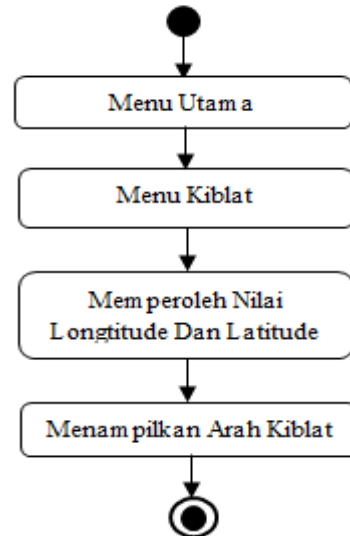 Menu Utama
Menu Kiblat
Memperoleh Nilai
Longtitude Dan Latitude
Menampilkan Arah Kiblat